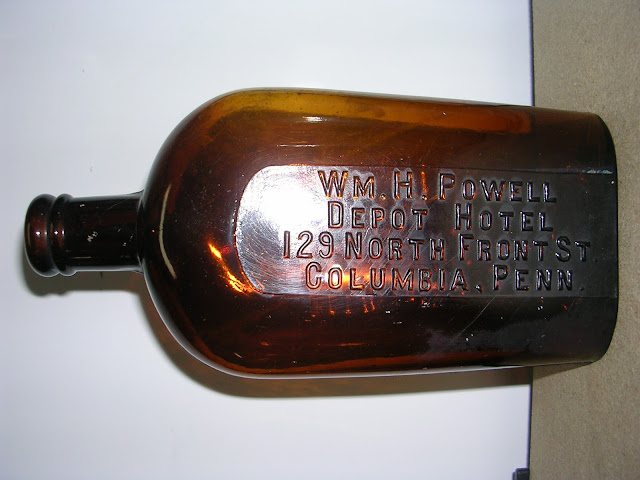 WM. H. POWELL
DEPOT HOTEL
129 NORTH FRONT ST.
COLUMBIA. PENN.